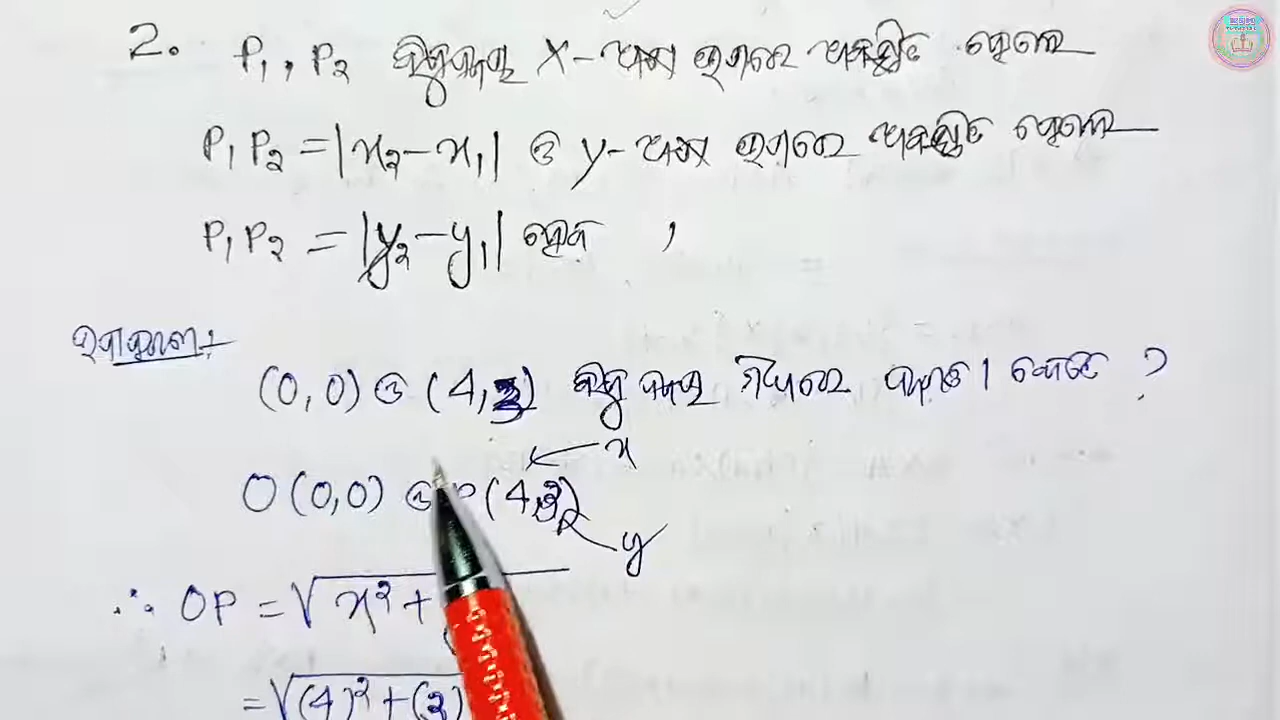 2. P₁, P₂ ବିନ୍ଦୁଦ୍ୱୟ X-ଅକ୍ଷ ଉପରେ ଅବସ୍ଥିତ ହେଲେ
P₁P₂ = |x₂-x₁| ଓ y-ଅକ୍ଷ ଉପରେ ଅବସ୍ଥିତ ହେଲେ
P₁P₂ = |y₂-y₁| ହେବ ,
ଉଦାହରଣ:
(0,0) ଓ (4,3) ବିନ୍ଦୁ ଦ୍ୱୟ ମଧ୍ୟରେ ଦୂରତା କେତେ ?
x
O(0,0) ଓ P(4,3)
y
∴ OP = √x²+
= √(4)²+(3)